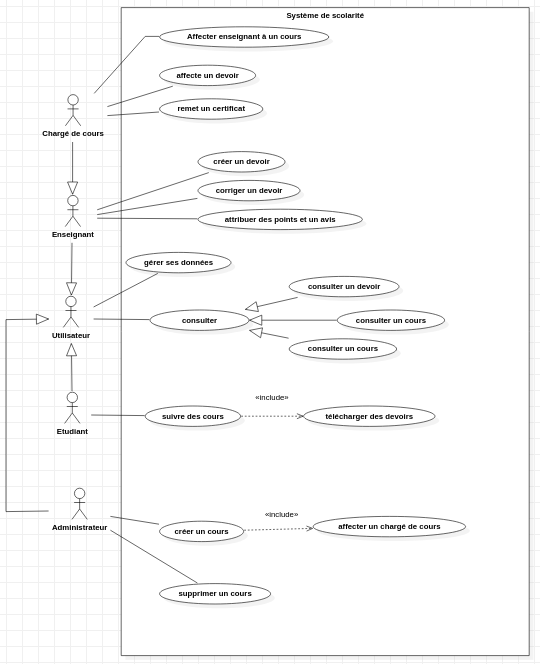 Système de scolarité
Affecter enseignant à un cours
affecte un devoir
remet un certificat
Chargé de cours
créer un devoir
corriger un devoir
attribuer des points et un avis
Enseignant
gérer ses données
consulter un devoir
consulter
consulter un cours
Utilisateur
consulter un cours
«include»
suivre des cours
télécharger des devoirs
Etudiant
«include»
Administrateur
créer un cours
affecter un chargé de cours
supprimer un cours